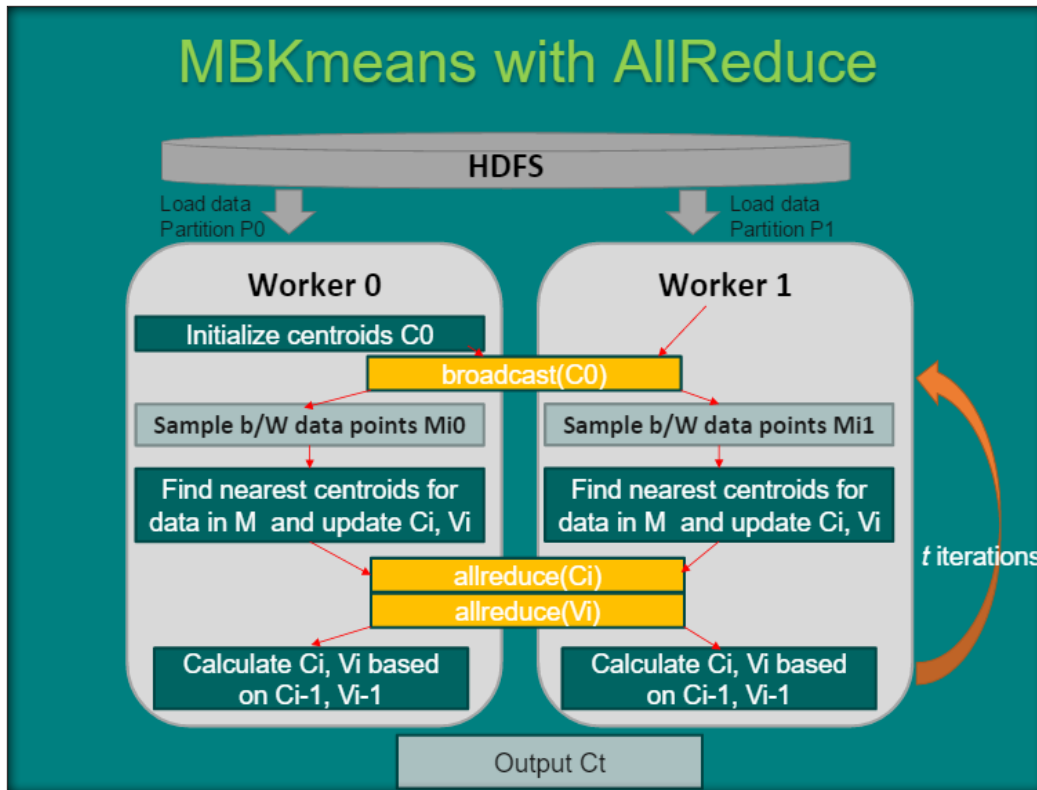 MBKmeans with AllReduce
HDFS
Load data
Partition P0
Load data
Partition P1
Worker 0
Worker 1
Initialize centroids C0
broadcast(C0)
Sample b/W data points Mi0
Sample b/W data points Mi1
Find nearest centroids for
data in M and update Ci, Vi
Find nearest centroids for
data in M and update Ci, Vi
t iterations
allreduce(Ci)
allreduce(Vi)
Calculate Ci, Vi based
on Ci-1, Vi-1
Calculate Ci, Vi based
on Ci-1, Vi-1
Output Ct